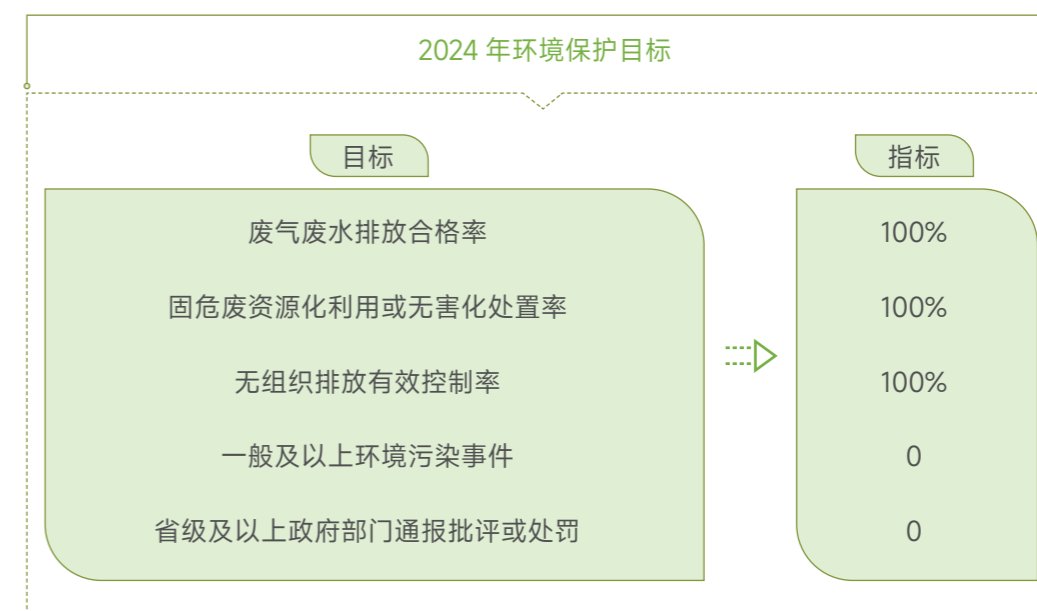 2024 年环境保护目标
目标 指标
废气废水排放合格率 100%
固危废资源化利用或无害化处置率 100%
无组织排放有效控制率 100%
一般及以上环境污染事件 0
省级及以上政府部门通报批评或处罚 0